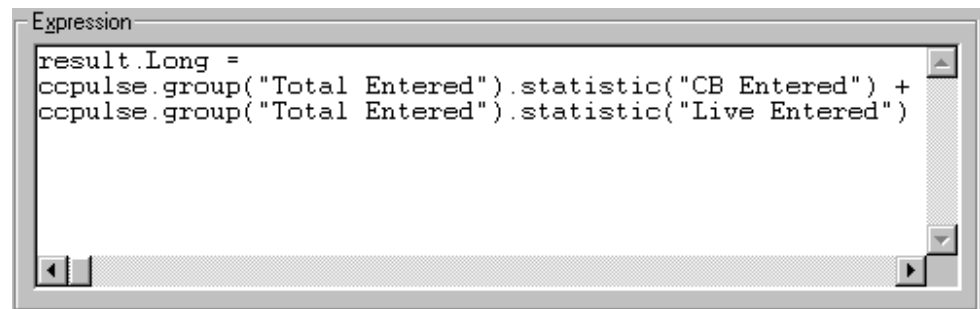 Expression
result.Long =
ccpulse.group("Total Entered").statistic("CB Entered") +
ccpulse.group("Total Entered").statistic("Live Entered")